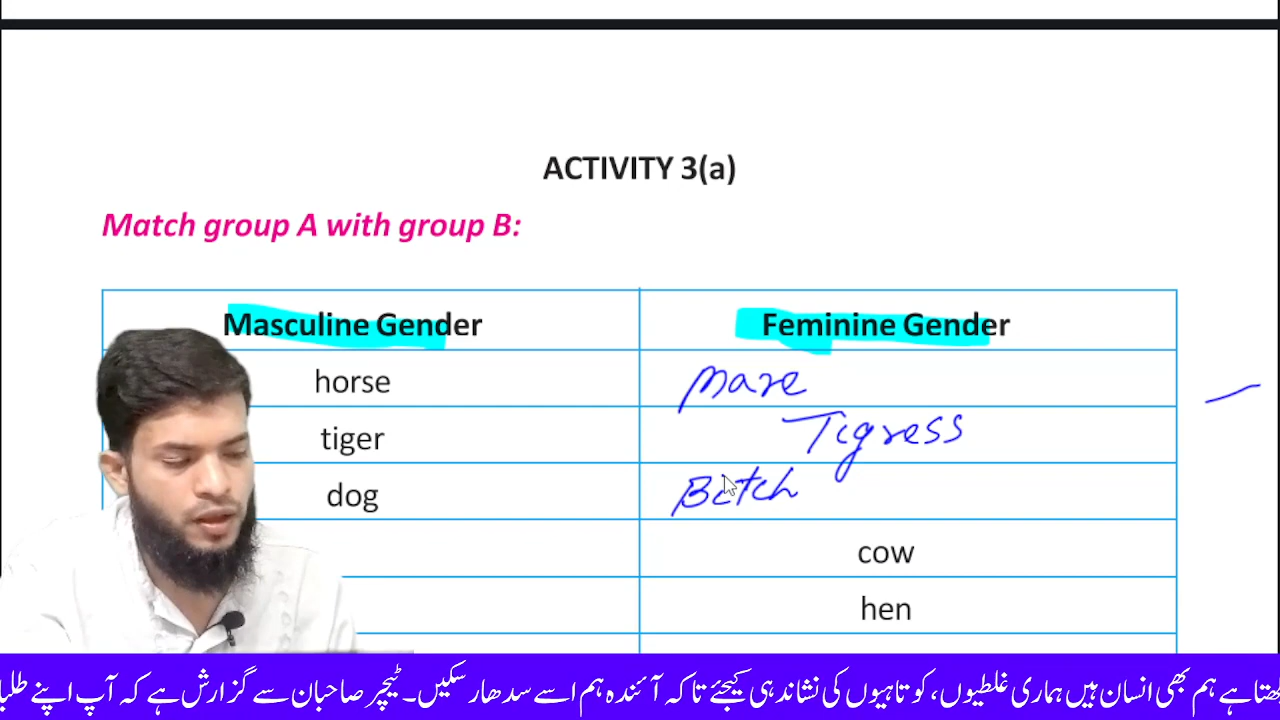 ACTIVITY 3(a)
Match group A with group B:
Masculine Gender Feminine Gender
horse Mare
tiger Tigress
dog Bitch
cow
hen
ہے ہم بھی انسان ہیں ہماری غلطیوں، کوتاہیوں کی نشاندہی کیجئے تاکہ آئندہ ہم اسے سدھار سکیں۔ ٹیچر صاحبان سے گزارش ہے کہ آپ اپنے